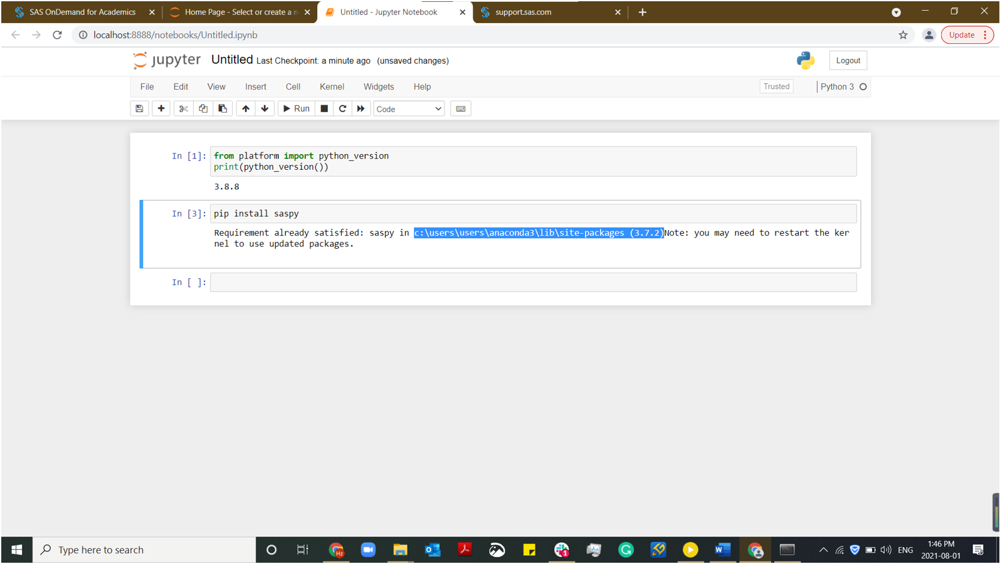 SAS OnDemand for Academics
Home Page - Select or create a n
Untitled - Jupyter Notebook
support.sas.com
localhost:8888/notebooks/Untitled.ipynb
Update
jupyter Untitled Last Checkpoint: a minute ago (unsaved changes)
Logout
File Edit View Insert Cell Kernel Widgets Help
Trusted
Python 3
Run
Code
In [1]: from platform import python_version
print(python_version())
3.8.8
In [3]: pip install saspy
Requirement already satisfied: saspy in c:\users\users\anaconda3\lib\site-packages (3.7.2)Note: you may need to restart the ker
nel to use updated packages.
In [ ]:
Type here to search
HZ
1
ENG
1:46 PM
2021-08-01